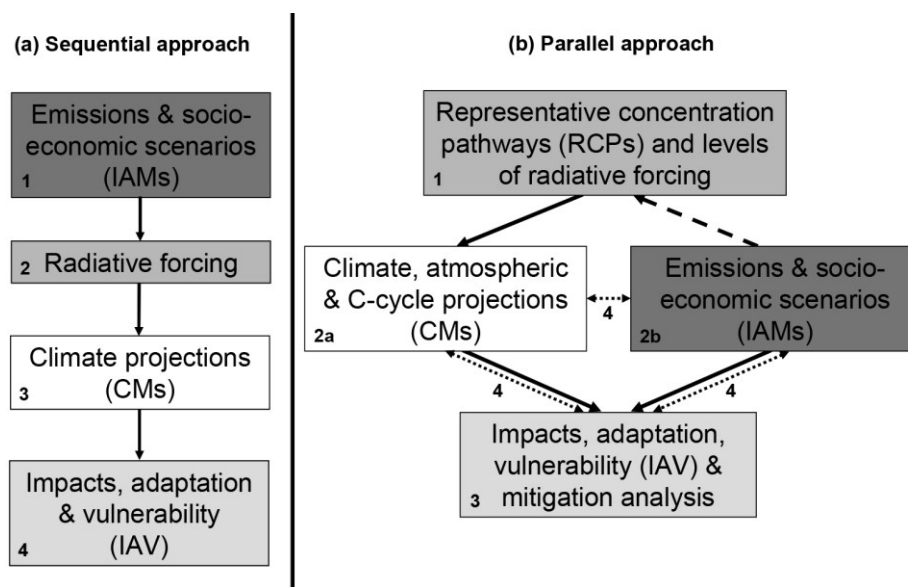 (a) Sequential approach
Emissions & socio-
economic scenarios
(IAMs)
1
2 Radiative forcing
Climate projections
(CMs)
3
Impacts, adaptation
& vulnerability
(IAV)
4
(b) Parallel approach
Representative concentration
pathways (RCPs) and levels
of radiative forcing
1
Climate, atmospheric
& C-cycle projections
(CMs)
2a
4
Emissions & socio-
economic scenarios
(IAMs)
2b
4
4
Impacts, adaptation,
vulnerability (IAV) &
mitigation analysis
3